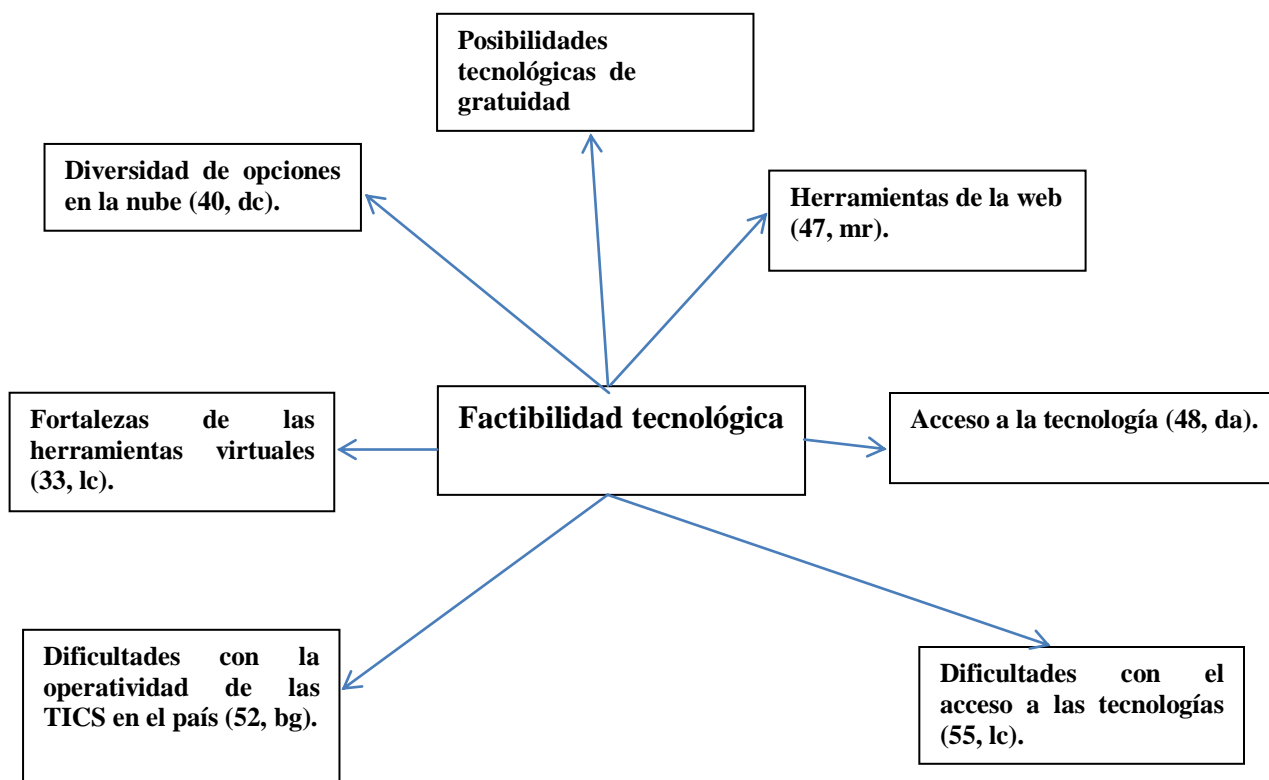 Posibilidades
tecnológicas de
gratuidad
Diversidad de opciones
en la nube (40, dc).
Herramientas de la web
(47, mr).
Fortalezas de las
herramientas virtuales
(33, lc).
Factibilidad tecnológica
Acceso a la tecnología (48, da).
Dificultades con la
operatividad de las
TICS en el país (52, bg).
Dificultades con el
acceso a las tecnologías
(55, lc).